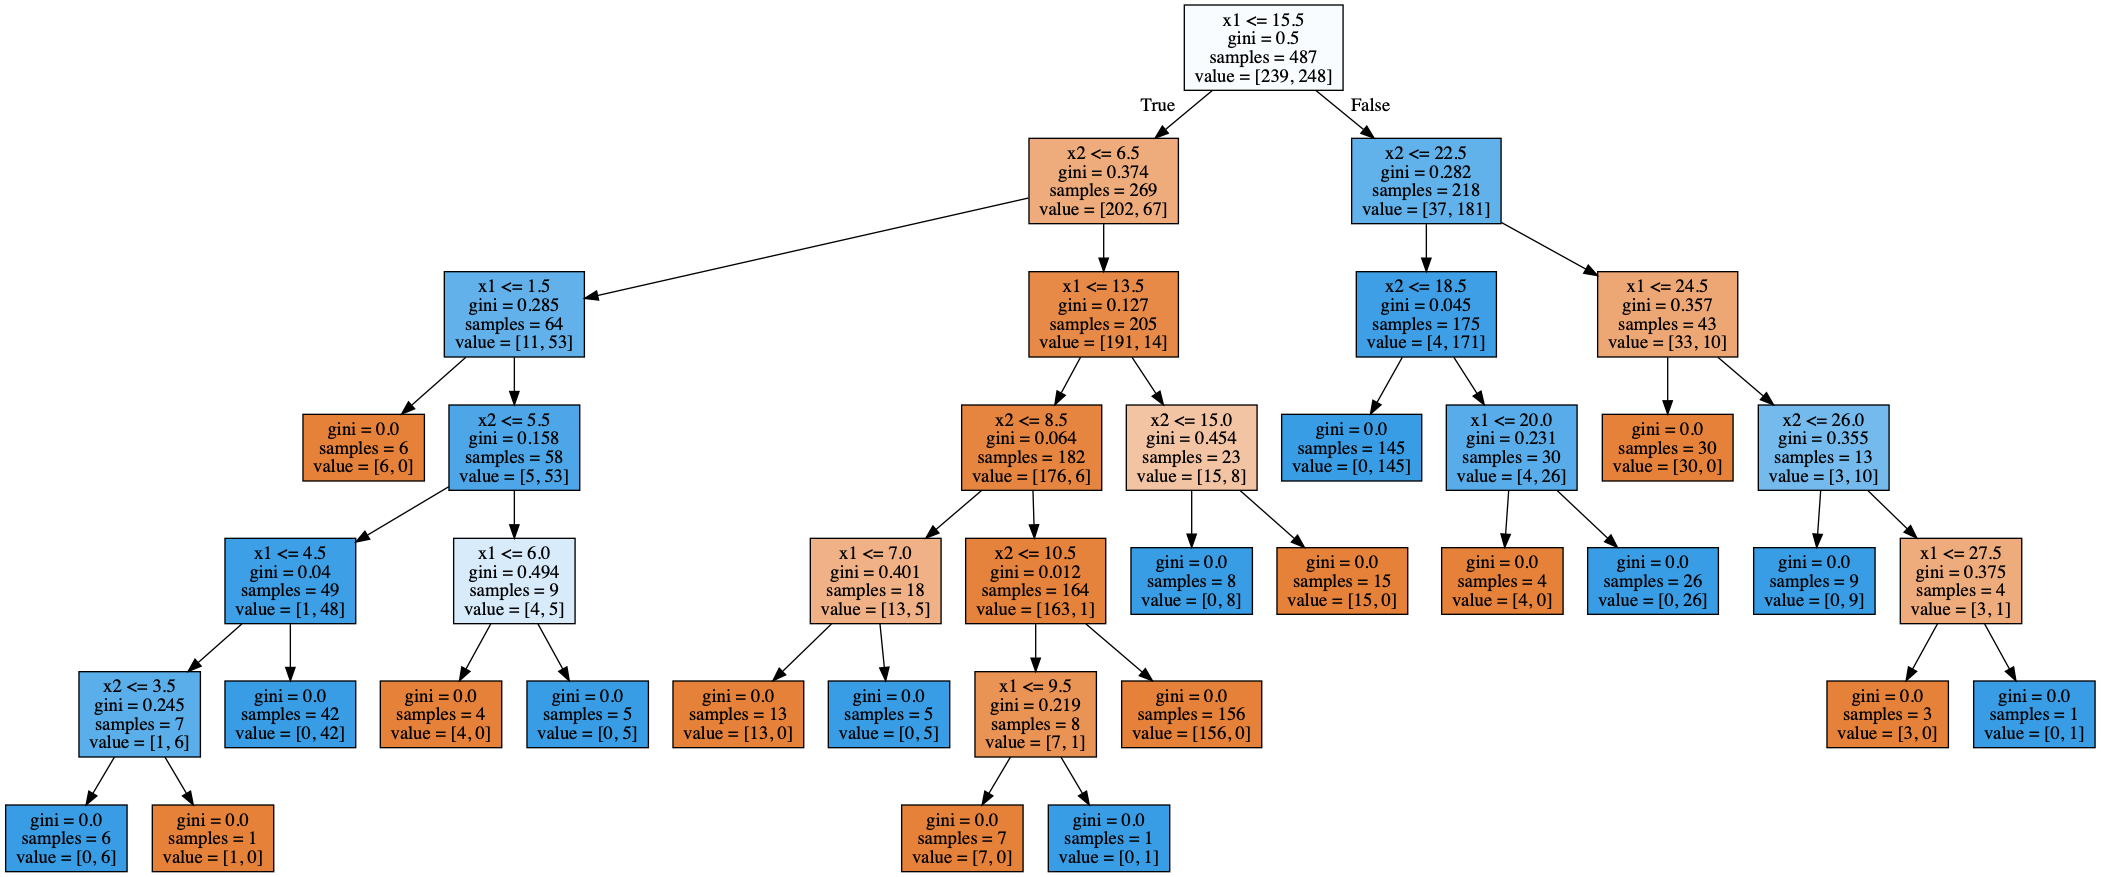 x1 <= 15.5
gini = 0.5
samples = 487
value = [239, 248]
True
False
x2 <= 6.5
gini = 0.374
samples = 269
value = [202, 67]
x2 <= 22.5
gini = 0.282
samples = 218
value = [37, 181]
x1 <= 1.5
gini = 0.285
samples = 64
value = [11, 53]
x1 <= 13.5
gini = 0.127
samples = 205
value = [191, 14]
x2 <= 18.5
gini = 0.045
samples = 175
value = [4, 171]
x1 <= 24.5
gini = 0.357
samples = 43
value = [33, 10]
gini = 0.0
samples = 6
value = [6, 0]
x2 <= 5.5
gini = 0.158
samples = 58
value = [5, 53]
x2 <= 8.5
gini = 0.064
samples = 182
value = [176, 6]
x2 <= 15.0
gini = 0.454
samples = 23
value = [15, 8]
gini = 0.0
samples = 145
value = [0, 145]
x1 <= 20.0
gini = 0.231
samples = 30
value = [4, 26]
gini = 0.0
samples = 30
value = [30, 0]
x2 <= 26.0
gini = 0.355
samples = 13
value = [3, 10]
x1 <= 4.5
gini = 0.04
samples = 49
value = [1, 48]
x1 <= 6.0
gini = 0.494
samples = 9
value = [4, 5]
x1 <= 7.0
gini = 0.401
samples = 18
value = [13, 5]
x2 <= 10.5
gini = 0.012
samples = 164
value = [163, 1]
gini = 0.0
samples = 8
value = [0, 8]
gini = 0.0
samples = 15
value = [15, 0]
gini = 0.0
samples = 4
value = [4, 0]
gini = 0.0
samples = 26
value = [0, 26]
gini = 0.0
samples = 9
value = [0, 9]
x1 <= 27.5
gini = 0.375
samples = 4
value = [3, 1]
x2 <= 3.5
gini = 0.245
samples = 7
value = [1, 6]
gini = 0.0
samples = 42
value = [0, 42]
gini = 0.0
samples = 4
value = [4, 0]
gini = 0.0
samples = 5
value = [0, 5]
gini = 0.0
samples = 13
value = [13, 0]
gini = 0.0
samples = 5
value = [0, 5]
x1 <= 9.5
gini = 0.219
samples = 8
value = [7, 1]
gini = 0.0
samples = 156
value = [156, 0]
gini = 0.0
samples = 3
value = [3, 0]
gini = 0.0
samples = 1
value = [0, 1]
gini = 0.0
samples = 6
value = [0, 6]
gini = 0.0
samples = 1
value = [1, 0]
gini = 0.0
samples = 7
value = [7, 0]
gini = 0.0
samples = 1
value = [0, 1]